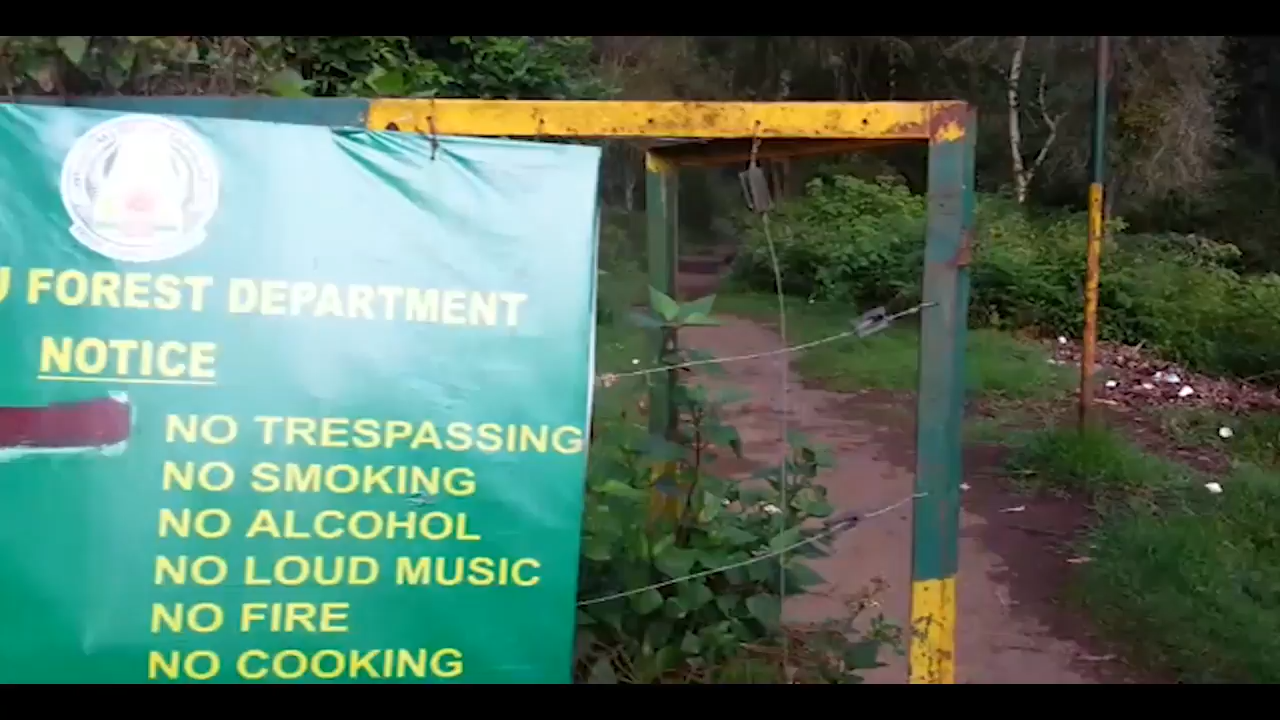 U FOREST DEPARTMENT
NOTICE
NO TRESPASSING
NO SMOKING
NO ALCOHOL
NO LOUD MUSIC
NO FIRE
NO COOKING